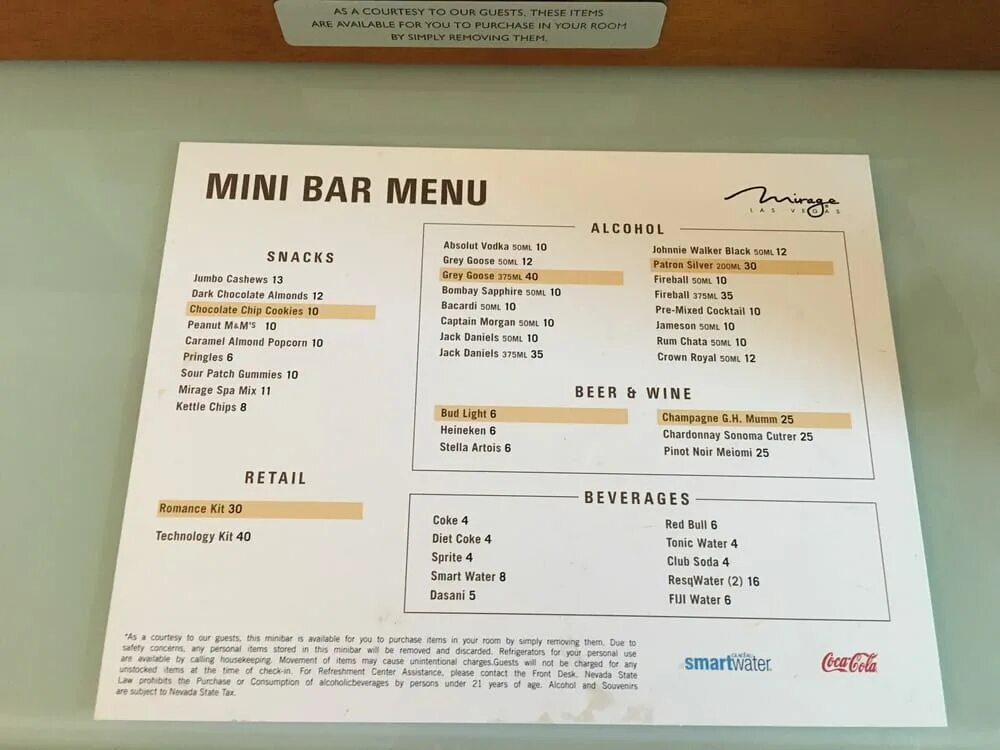 AS A COURTESY TO OUR GUESTS, THESE ITEMS
ARE AVAILABLE FOR YOU TO PURCHASE IN YOUR ROOM
BY SIMPLY REMOVING THEM.
MINI BAR MENU
Mirage
LAS VEGAS
SNACKS
Jumbo Cashews 13
Dark Chocolate Almonds 12
Chocolate Chip Cookies 10
Peanut M&M'S 10
Caramel Almond Popcorn 10
Pringles 6
Sour Patch Gummies 10
Mirage Spa Mix 11
Kettle Chips 8
RETAIL
Romance Kit 30
Technology Kit 40
ALCOHOL
Absolut Vodka 50ML 10
Grey Goose 50ML 12
Grey Goose 375ML 40
Bombay Sapphire 50ML 10
Bacardi 50ML 10
Captain Morgan 50ML 10
Jack Daniels 50ML 10
Jack Daniels 375ML 35
Johnnie Walker Black 50ML 12
Patron Silver 200ML 30
Fireball 50ML 10
Fireball 375ML 35
Pre-Mixed Cocktail 10
Jameson 50ML 10
Rum Chata 50ML 10
Crown Royal 50ML 12
BEER & WINE
Bud Light 6
Heineken 6
Stella Artois 6
Champagne G.H. Mumm 25
Chardonnay Sonoma Cutrer 25
Pinot Noir Meiomi 25
BEVERAGES
Coke 4
Diet Coke 4
Sprite 4
Smart Water 8
Dasani 5
Red Bull 6
Tonic Water 4
Club Soda 4
ResqWater (2) 16
FIJI Water 6
*As a courtesy to our guests, this minibar is available for you to purchase items in your room by simply removing them. Due to
safety concerns, any personal items stored in this minibar will be removed and discarded. Refrigerators for your personal use
are available by calling housekeeping. Movement of items may cause unintentional charges.Guests will not be charged for any
unstocked items at the time of check-in. For Refreshment Center Assistance, please contact the Front Desk. Nevada State
Law prohibits the Purchase or Consumption of alcoholicbeverages by persons under 21 years of age. Alcohol and Souvenirs
are subject to Nevada State Tax.
smartwater
Coca-Cola